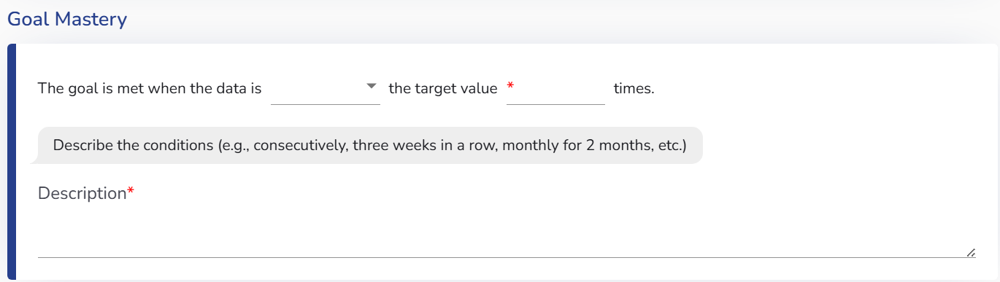 Goal Mastery
The goal is met when the data is the target value * times.
Describe the conditions (e.g., consecutively, three weeks in a row, monthly for 2 months, etc.)
Description*